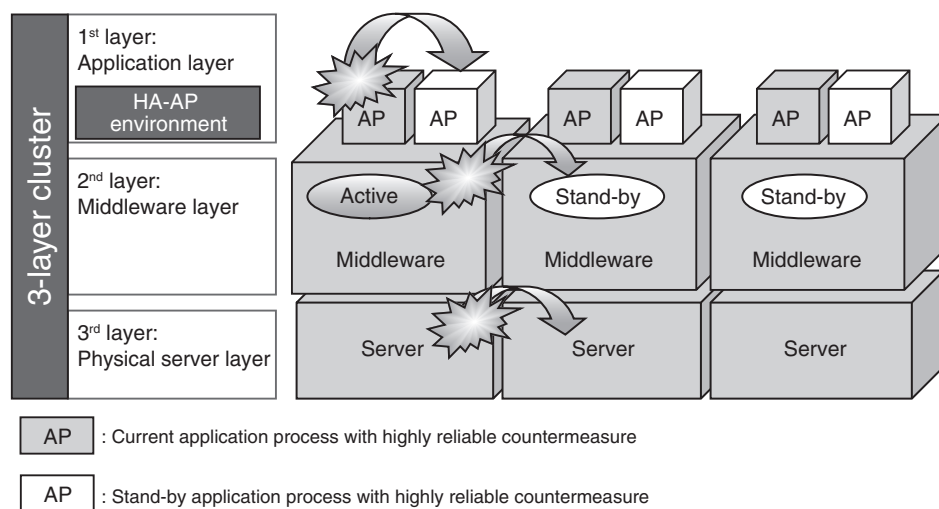 3-layer cluster
1st layer:
Application layer
HA-AP
environment
2nd layer:
Middleware layer
3rd layer:
Physical server layer
AP AP AP AP AP AP
Active Stand-by Stand-by
Middleware Middleware Middleware
Server Server Server
AP : Current application process with highly reliable countermeasure
AP : Stand-by application process with highly reliable countermeasure